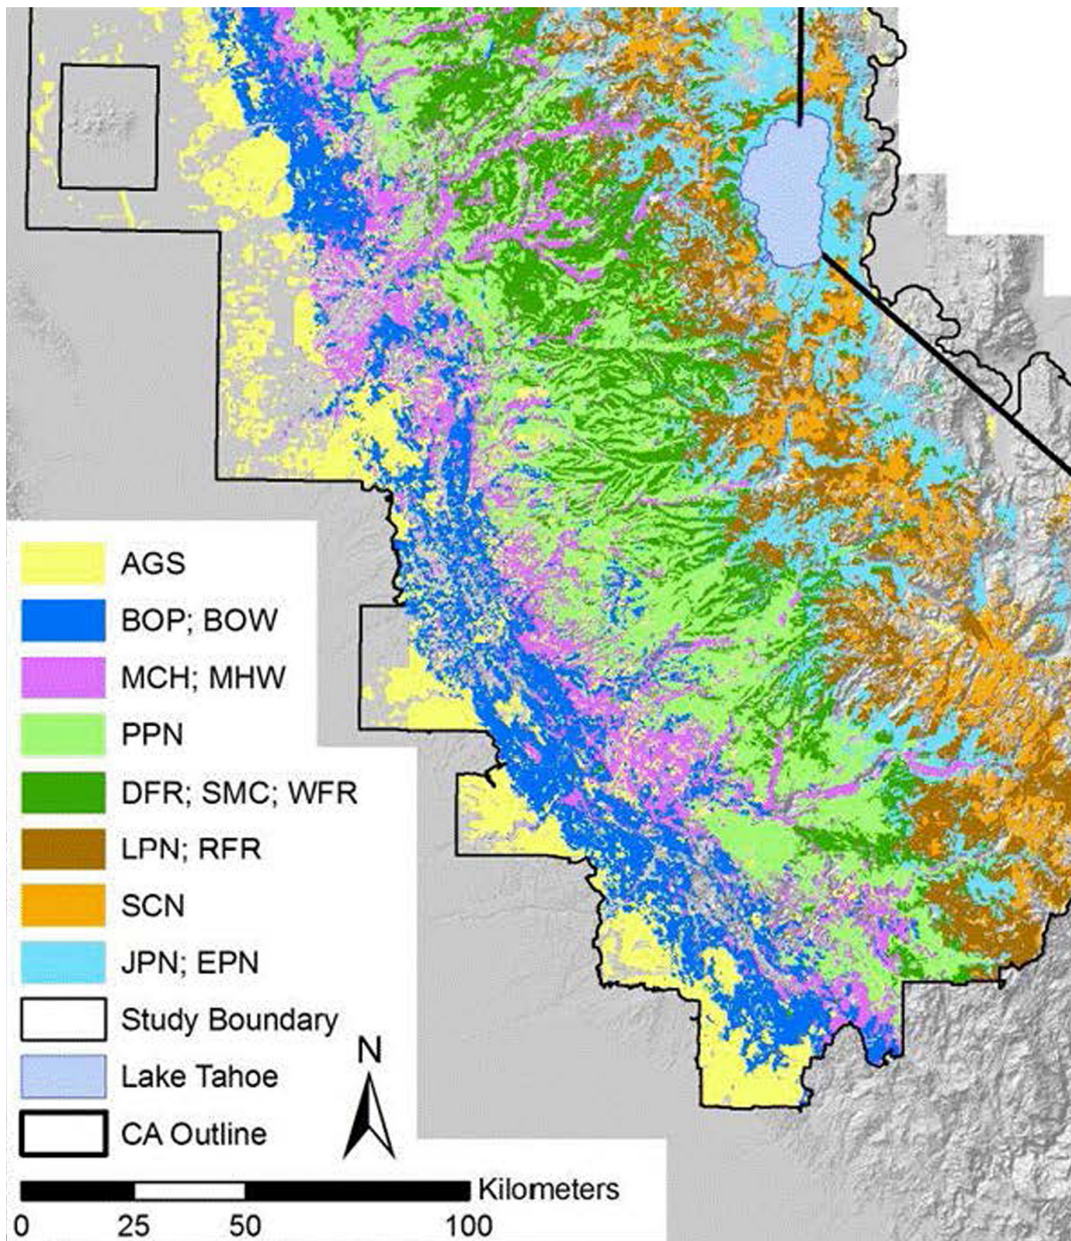 AGS
BOP; BOW
MCH; MHW
PPN
DFR; SMC; WFR
LPN; RFR
SCN
JPN; EPN
Study Boundary
Lake Tahoe
CA Outline
N
Kilometers
0 25 50 100